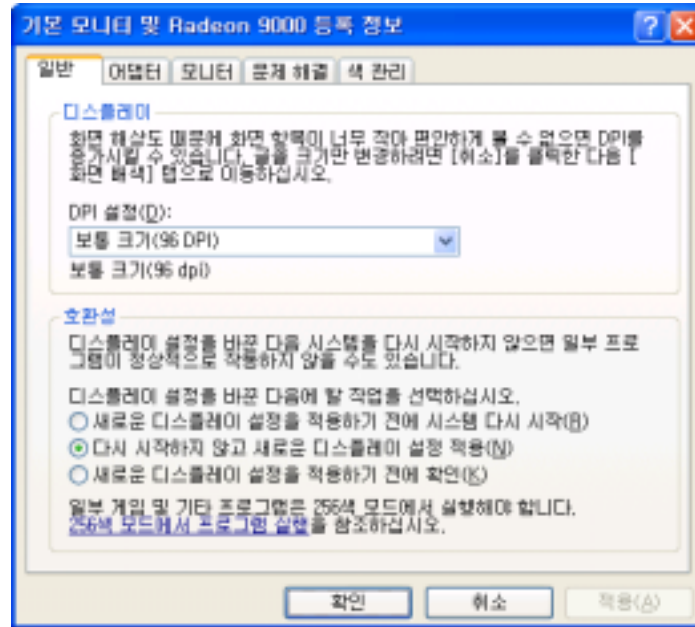 기본 모니터 및 Radeon 9000 등록 정보
일반 어댑터 모니터 문제 해결 색 관리
디스플레이
화면 해상도 때문에 화면 항목이 너무 작아 편안하게 볼 수 없으면 DPI를
증가시킬 수 있습니다. 글꼴 크기만 변경하려면 [취소]를 클릭한 다음 [
화면 배색] 탭으로 이동하십시오.
DPI 설정(D):
보통 크기(96 DPI)
보통 크기(96 dpi)
호환성
디스플레이 설정을 바꾼 다음 시스템을 다시 시작하지 않으면 일부 프로
그램이 정상적으로 작동하지 않을 수도 있습니다.
디스플레이 설정을 바꾼 다음에 할 작업을 선택하십시오.
새로운 디스플레이 설정을 적용하기 전에 시스템 다시 시작(R)
다시 시작하지 않고 새로운 디스플레이 설정 적용(N)
새로운 디스플레이 설정을 적용하기 전에 확인(K)
일부 게임 및 기타 프로그램은 256색 모드에서 실행해야 합니다.
256색 모드에서 프로그램 실행을 참조하십시오.
확인 취소 적용(A)